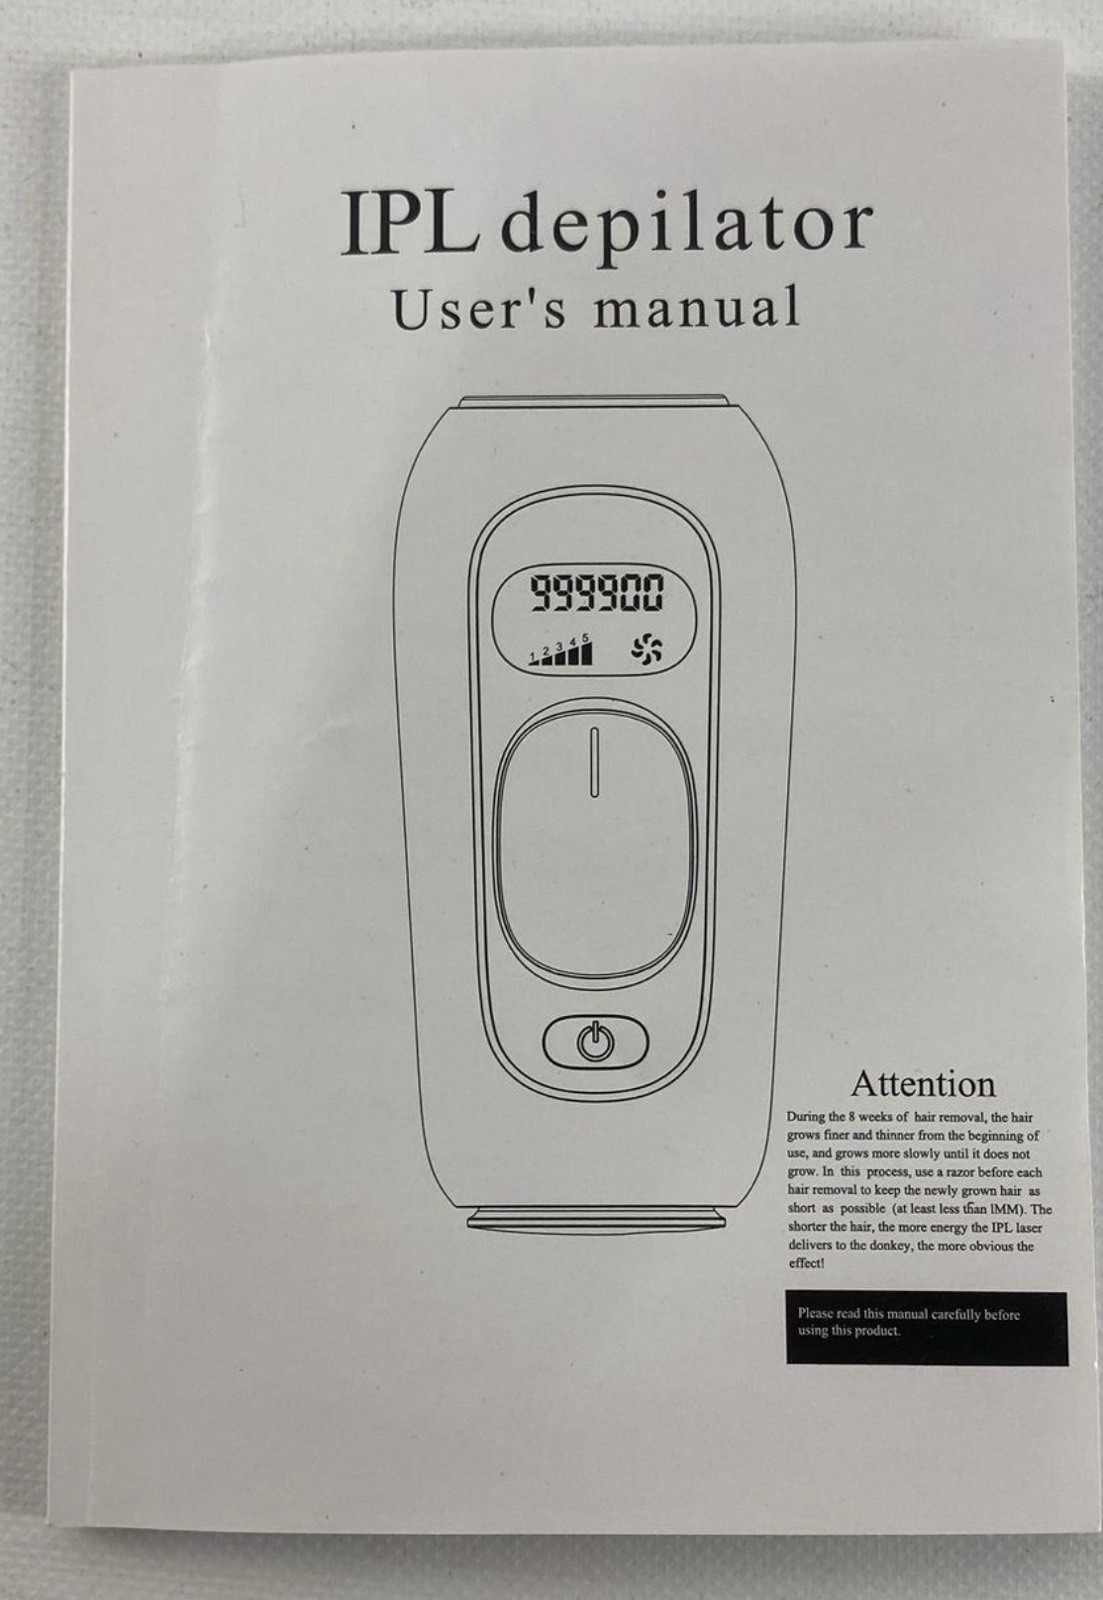 IPL depilator
User's manual
999900
1 2 3 4 5
Attention
During the 8 weeks of hair removal, the hair
grows finer and thinner from the beginning of
use, and grows more slowly until it does not
grow. In this process, use a razor before each
hair removal to keep the newly grown hair as
short as possible (at least less than 1MM). The
shorter the hair, the more energy the IPL laser
delivers to the donkey, the more obvious the
effect!
Please read this manual carefully before
using this product.